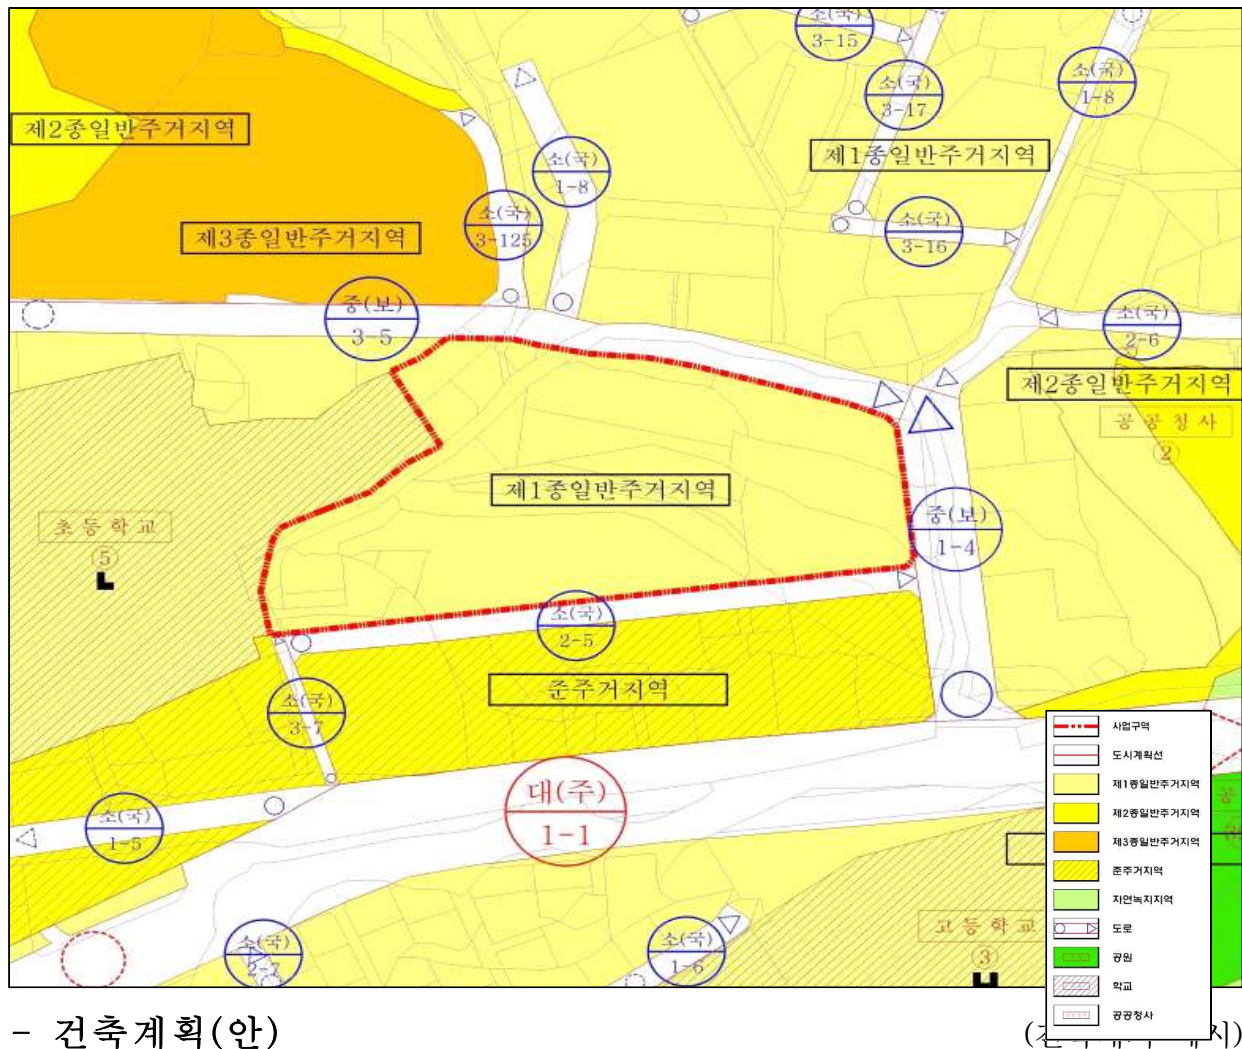 소(국)
3-15
소(국)
3-17
소(국)
1-8
제2종일반주거지역
제1종일반주거지역
소(국)
1-8
소(국)
3-125
제3종일반주거지역
소(국)
3-16
중(보)
3-5
소(국)
2-6
제2종일반주거지역
공공청사
2
제1종일반주거지역
초등학교
5
중(보)
1-4
소(국)
2-5
준주거지역
소(국)
3-7
대(주)
1-1
소(국)
1-5
고등학교
3
소(국)
2-7
소(국)
1-6
공
사업구역
도시계획선
제1종일반주거지역
제2종일반주거지역
제3종일반주거지역
준주거지역
자연녹지지역
도로
공원
학교
공공청사
- 건축계획(안)